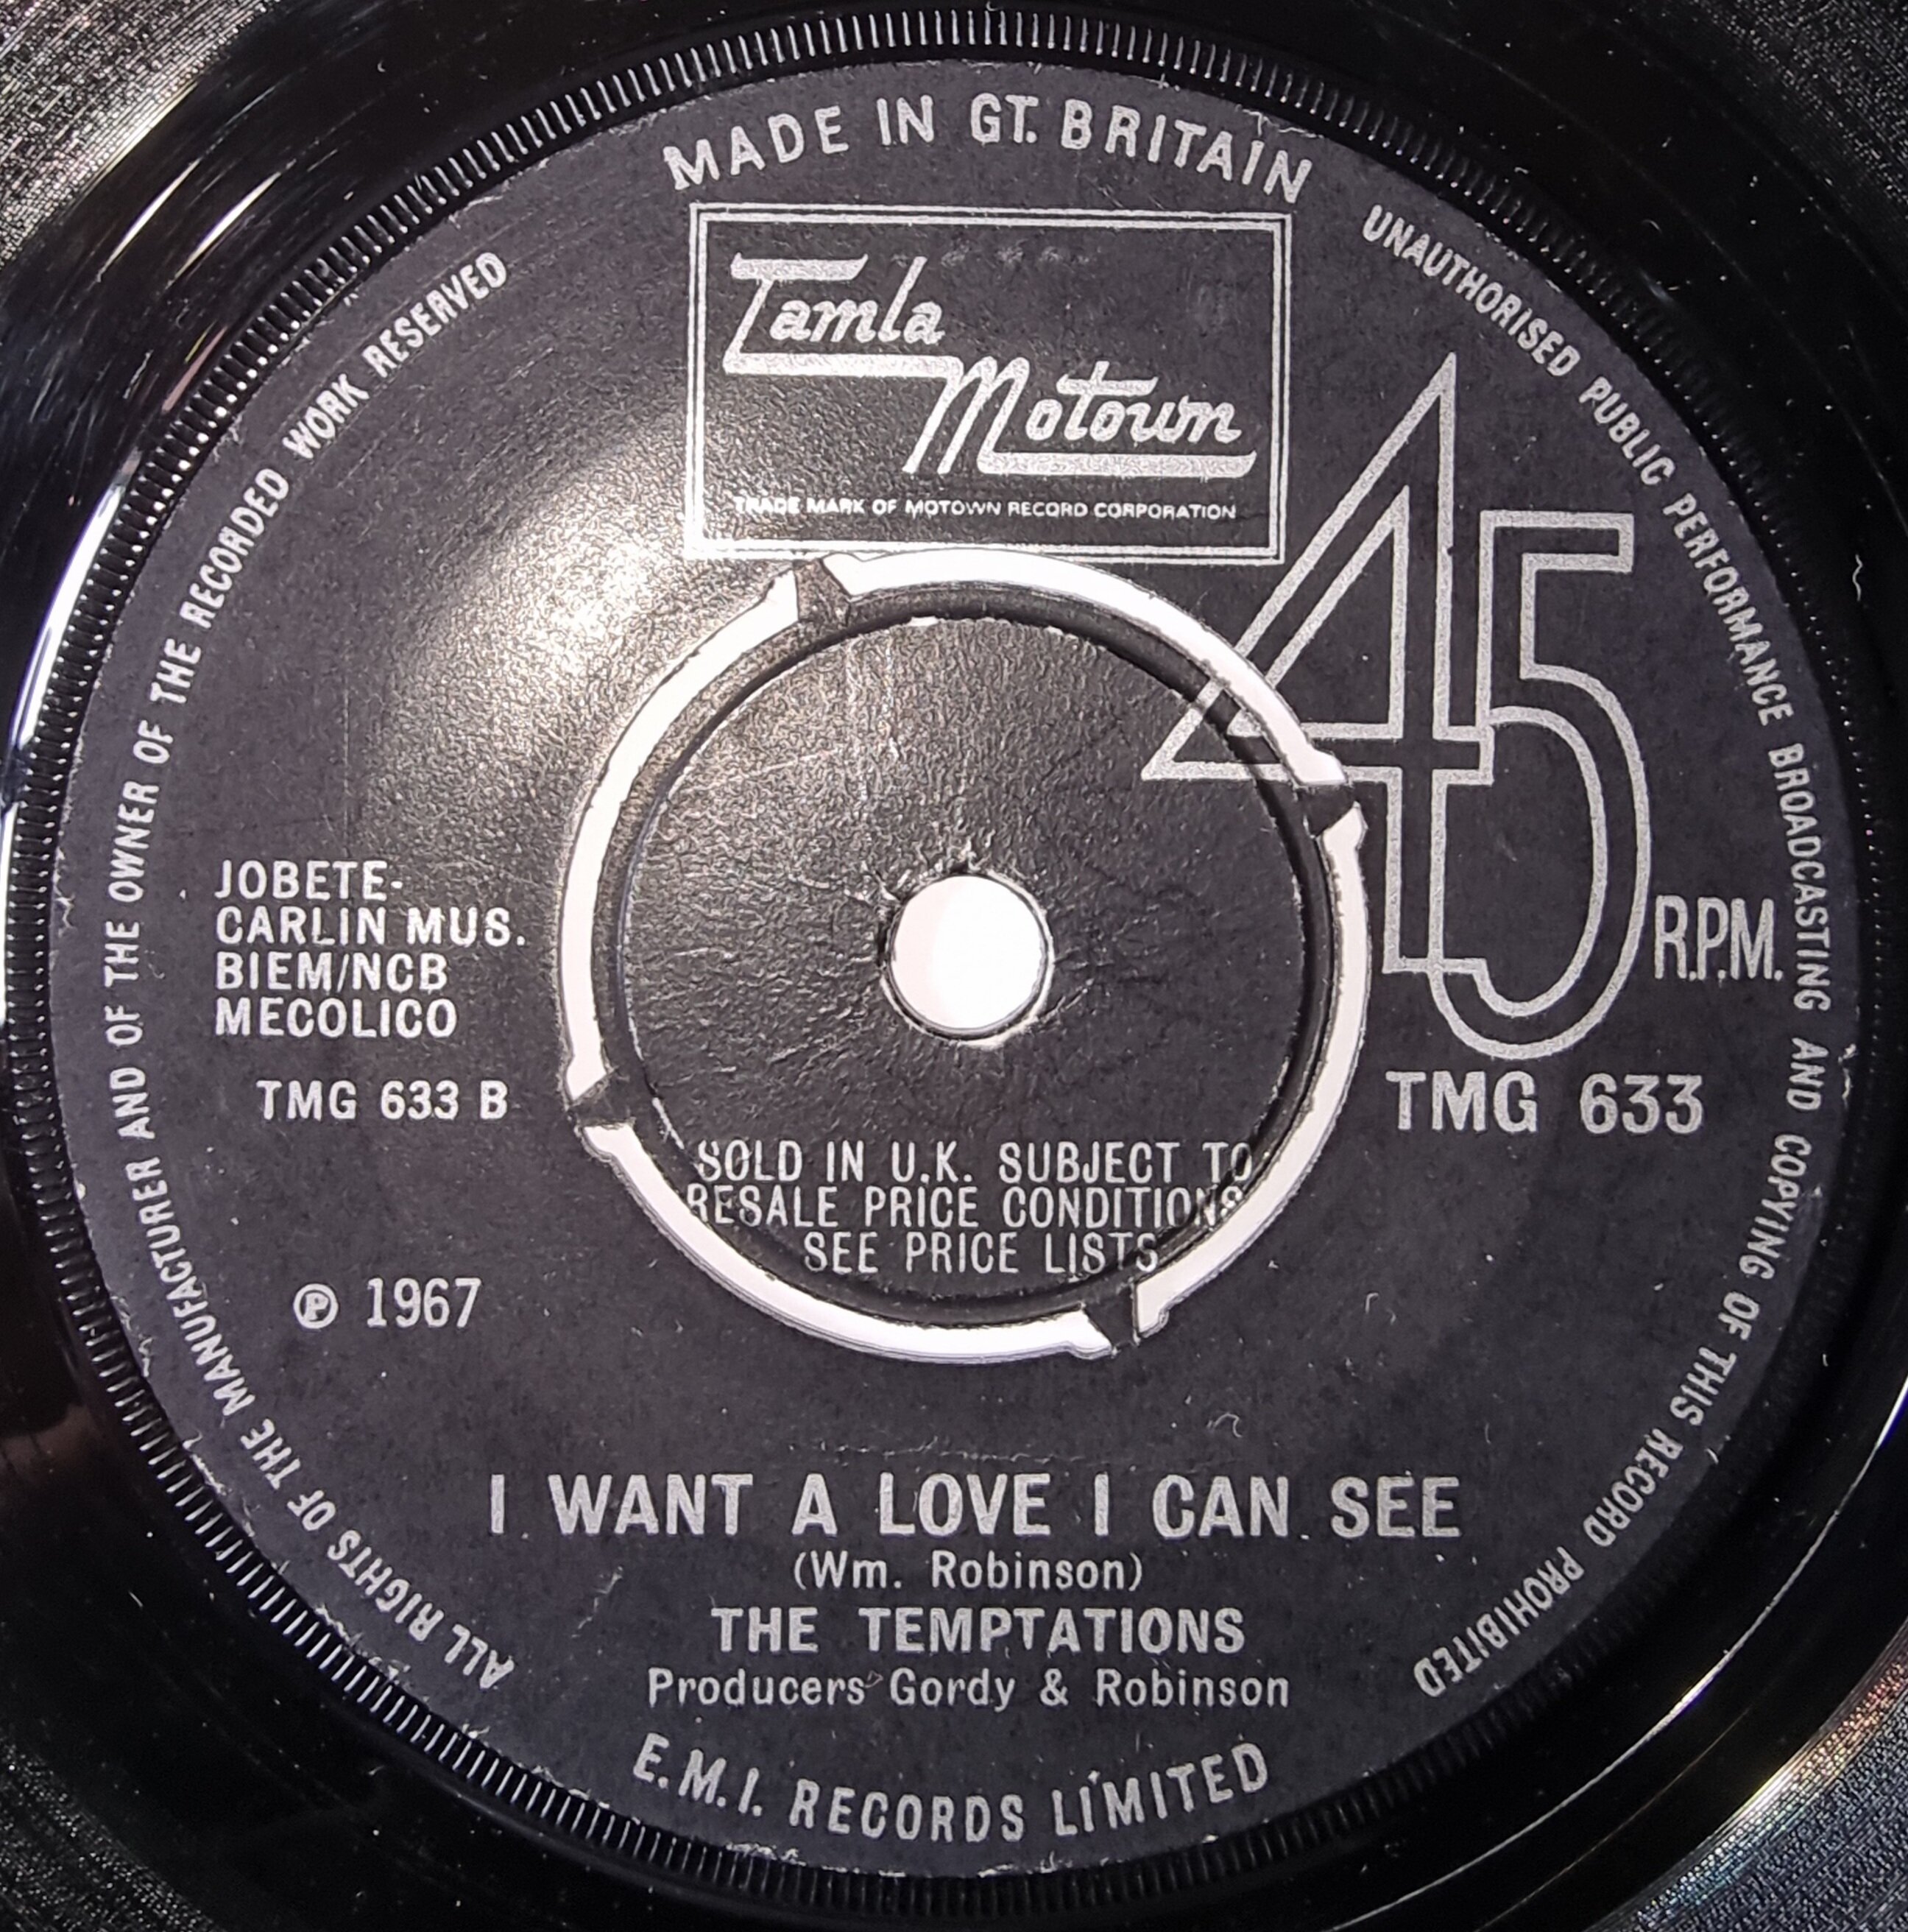 MADE IN GT. BRITAIN
Tamla
Motown
TRADE MARK OF MOTOWN RECORD CORPORATION
45
R.P.M.
JOBETE-
CARLIN MUS.
BIEM/NCB
MECOLICO
TMG 633 B
TMG 633
SOLD IN U.K. SUBJECT TO
RESALE PRICE CONDITIONS
SEE PRICE LISTS
Ⓟ 1967
I WANT A LOVE I CAN SEE
(Wm. Robinson)
THE TEMPTATIONS
Producers Gordy & Robinson
E.M.I. RECORDS LIMITED
ALL RIGHTS OF THE MANUFACTURER AND OF THE OWNER OF THE RECORDED WORK RESERVED
UNAUTHORISED PUBLIC PERFORMANCE BROADCASTING AND COPYING OF THIS RECORD PROHIBITED